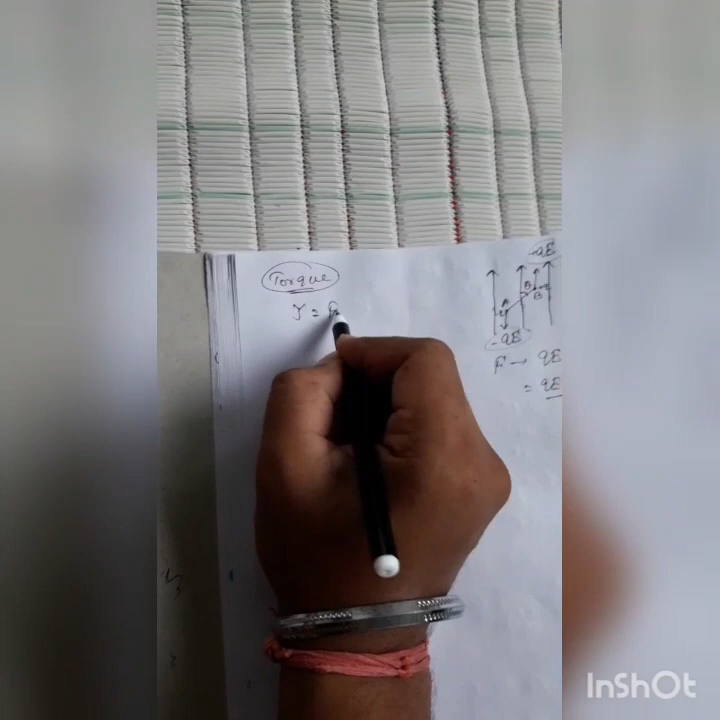 Torque
τ =
+qE
B
-qE
F → qE
= qE
InShOt